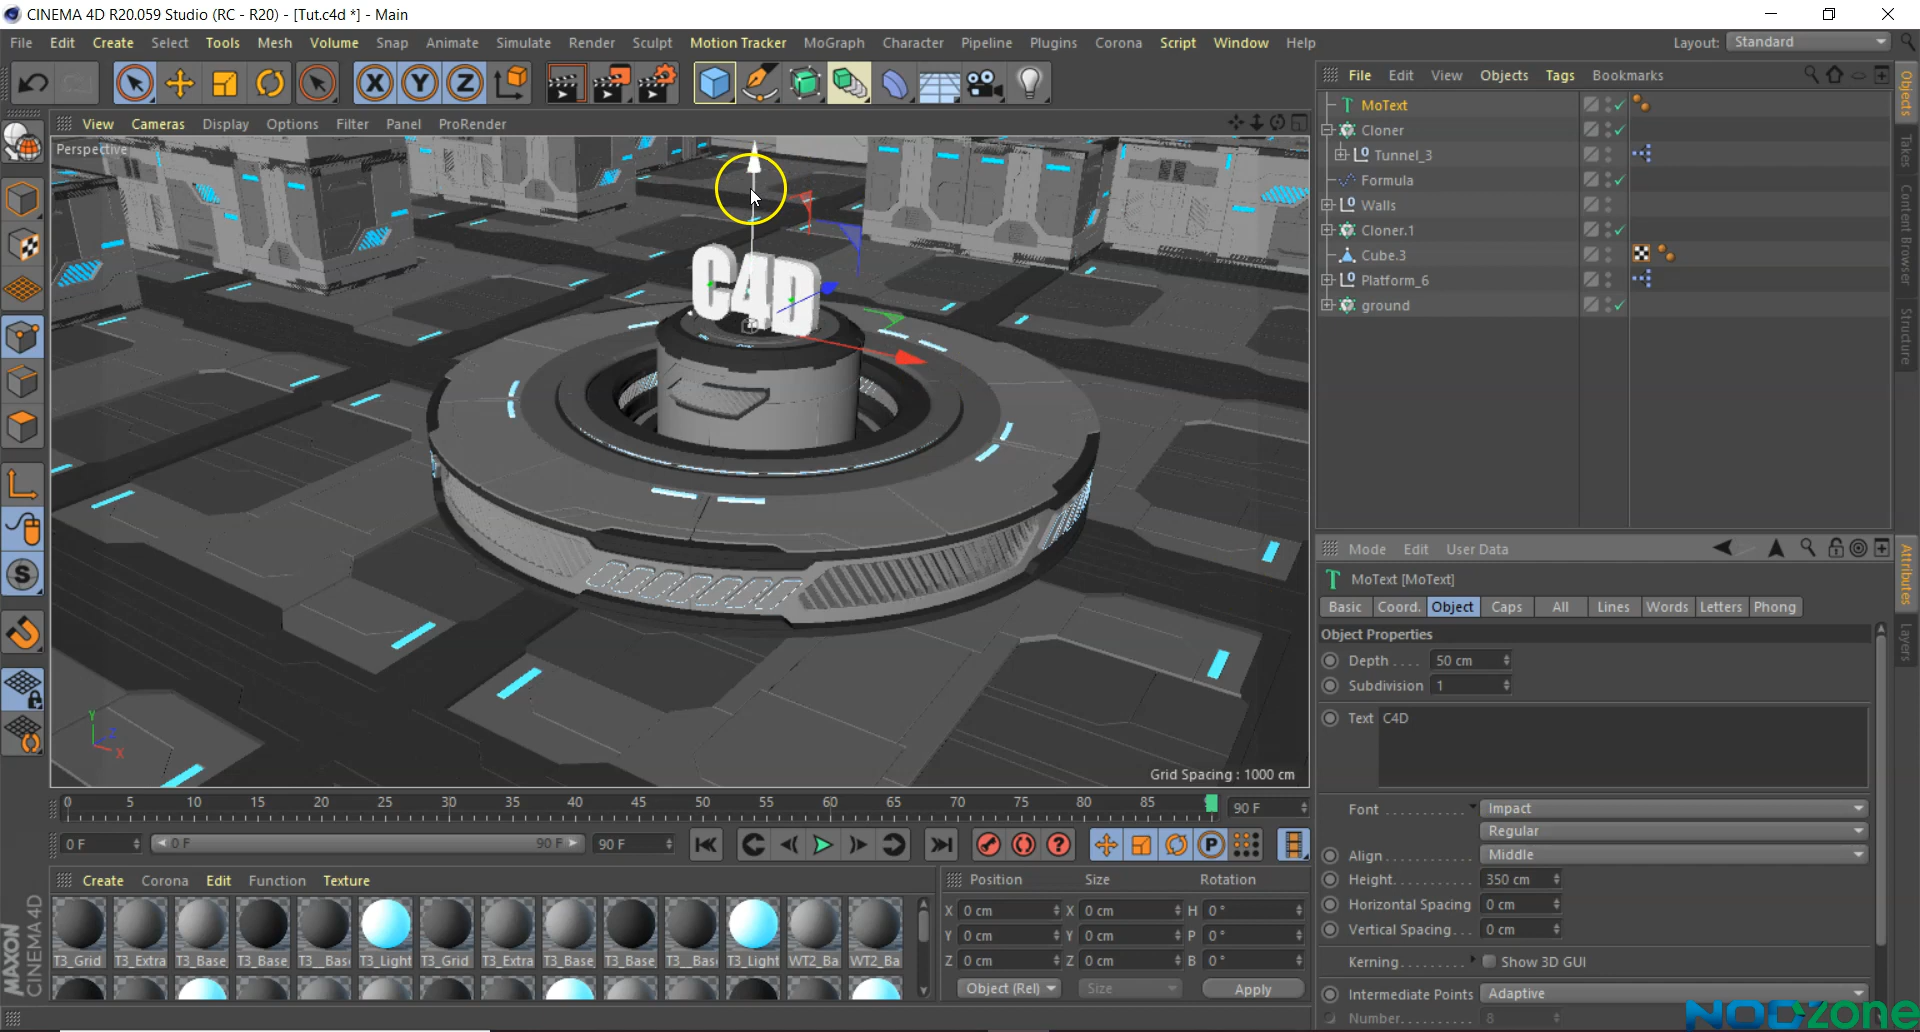 CINEMA 4D R20.059 Studio (RC - R20) - [Tut.c4d *] - Main
File Edit Create Select Tools Mesh Volume Snap Animate Simulate Render Sculpt Motion Tracker MoGraph Character Pipeline Plugins Corona Script Window Help Layout: Standard
X Y Z
File Edit View Objects Tags Bookmarks
View Cameras Display Options Filter Panel ProRender
Perspective
MoText
Cloner
Tunnel_3
Formula
Walls
Cloner.1
Cube.3
Platform_6
ground
Objects
Takes
Content Browser
Structure
C4D
Y
Z
X
Grid Spacing : 1000 cm
Mode Edit User Data
MoText [MoText]
Basic Coord. Object Caps All Lines Words Letters Phong
Object Properties
Depth . . . . 50 cm
Subdivision 1
Text C4D
Font . . . . . . . . . . . Impact
Regular
Align. . . . . . . . . . . . Middle
Height. . . . . . . . . . 350 cm
Horizontal Spacing 0 cm
Vertical Spacing. . . 0 cm
Kerning. . . . . . . . . Show 3D GUI
Intermediate Points Adaptive
Number. . . . . . . . . . 8
Attributes
Layers
0 5 10 15 20 25 30 35 40 45 50 55 60 65 70 75 80 85 90 F
0 F 0 F 90 F 90 F
P
S
Create Corona Edit Function Texture
T3_Grid T3_Extra T3_Base T3_Base T3__Bas T3_Light T3_Grid T3_Extra T3_Base T3_Base T3__Bas T3_Light WT2_Ba WT2_Ba
Position Size Rotation
X 0 cm X 0 cm H 0 °
Y 0 cm Y 0 cm P 0 °
Z 0 cm Z 0 cm B 0 °
Object (Rel) Size Apply
MAXON
CINEMA 4D
NODzone